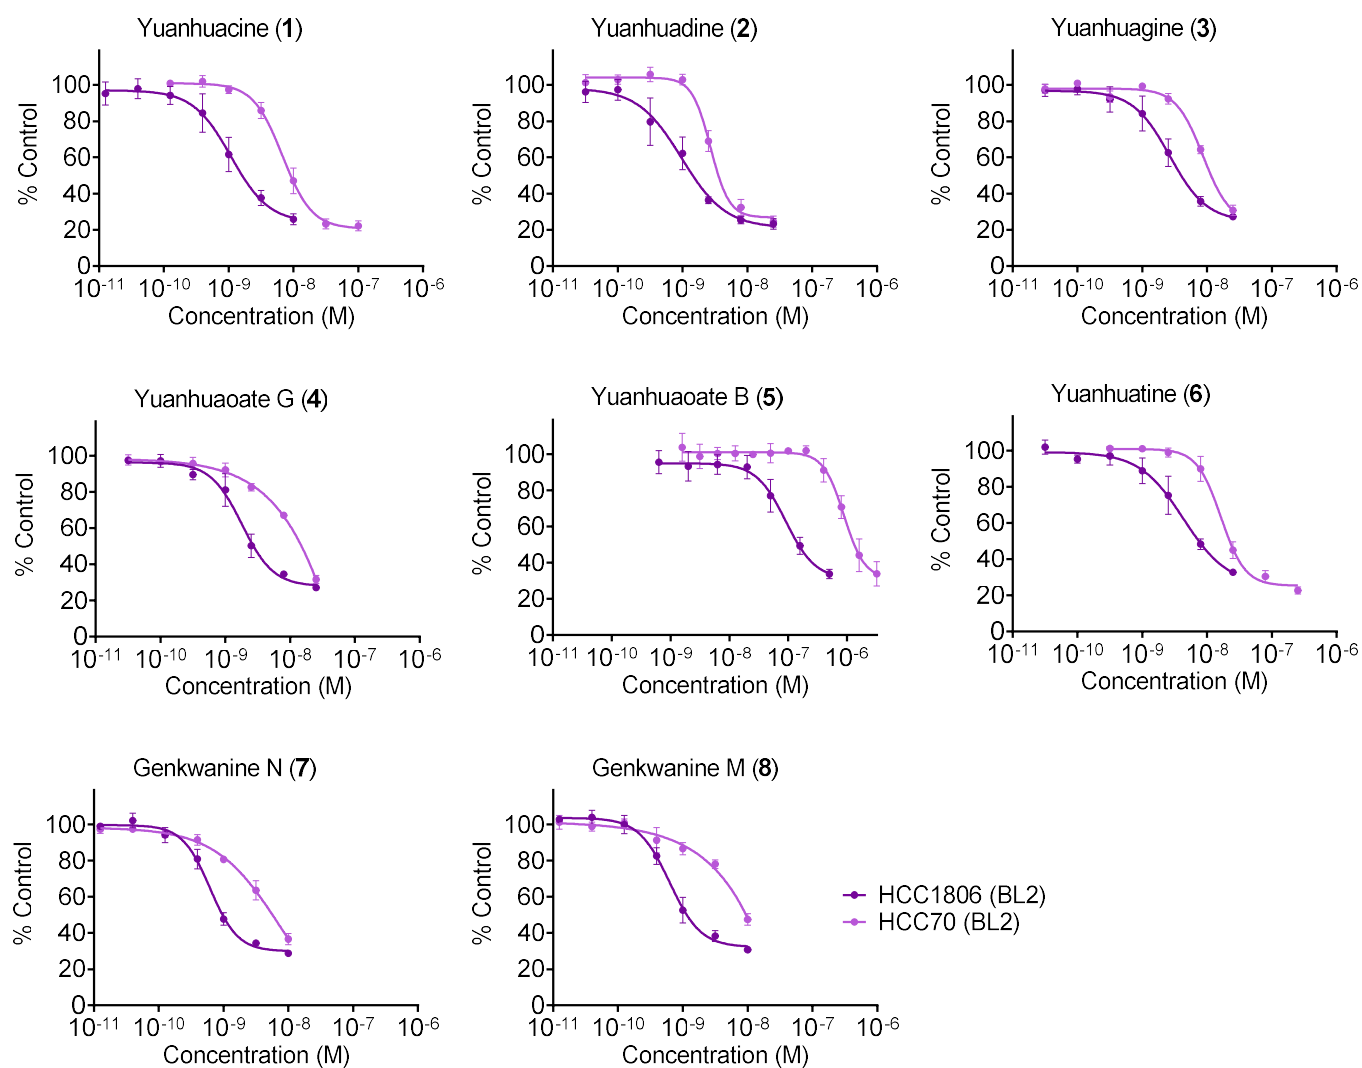 Yuanhuacine (1)
% Control
100
80
60
40
20
0
10-11 10-10 10-9 10-8 10-7 10-6
Concentration (M)
Yuanhuadine (2)
% Control
100
80
60
40
20
0
10-11 10-10 10-9 10-8 10-7 10-6
Concentration (M)
Yuanhuagine (3)
% Control
100
80
60
40
20
0
10-11 10-10 10-9 10-8 10-7 10-6
Concentration (M)
Yuanhuaoate G (4)
% Control
100
80
60
40
20
0
10-11 10-10 10-9 10-8 10-7 10-6
Concentration (M)
Yuanhuaoate B (5)
% Control
100
80
60
40
20
0
10-11 10-10 10-9 10-8 10-7 10-6
Concentration (M)
Yuanhuatine (6)
% Control
100
80
60
40
20
0
10-11 10-10 10-9 10-8 10-7 10-6
Concentration (M)
Genkwanine N (7)
% Control
100
80
60
40
20
0
10-11 10-10 10-9 10-8 10-7 10-6
Concentration (M)
Genkwanine M (8)
% Control
100
80
60
40
20
0
10-11 10-10 10-9 10-8 10-7 10-6
Concentration (M)
HCC1806 (BL2)
HCC70 (BL2)